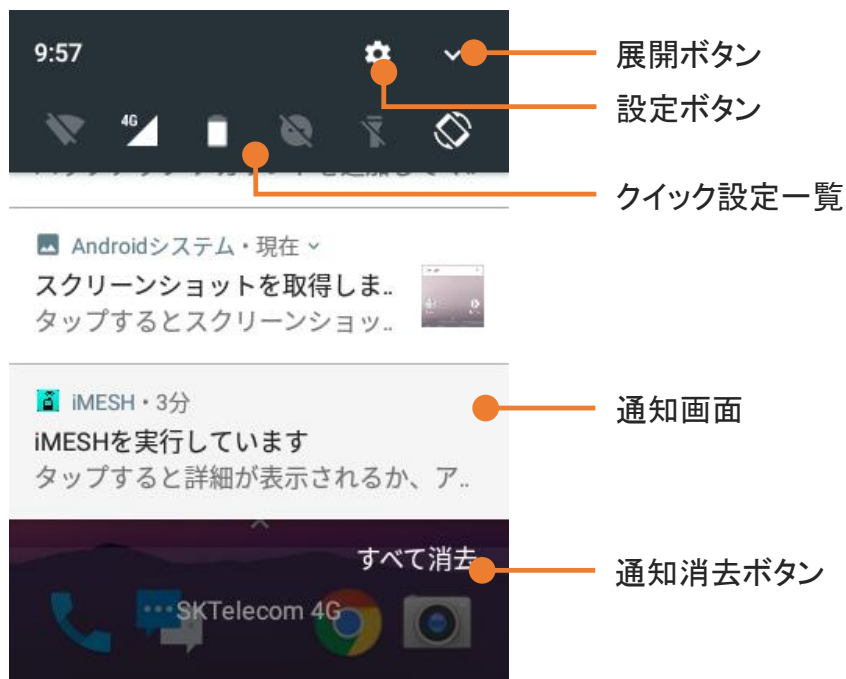 9:57
展開ボタン
設定ボタン
4G
クイック設定一覧
Androidシステム・現在
スクリーンショットを取得しま..
タップするとスクリーンショッ..
iMESH・3分
通知画面
iMESHを実行しています
タップすると詳細が表示されるか、ア..
すべて消去
通知消去ボタン
SKTelecom 4G